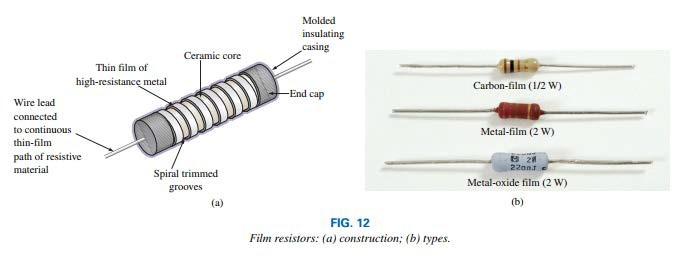 Molded
insulating
casing
Ceramic core
Thin film of
high-resistance metal
End cap
Wire lead
connected
to continuous
thin-film
path of resistive
material
Spiral trimmed
grooves
(a)
Carbon-film (1/2 W)
Metal-film (2 W)
Metal-oxide film (2 W)
(b)
FIG. 12
Film resistors: (a) construction; (b) types.